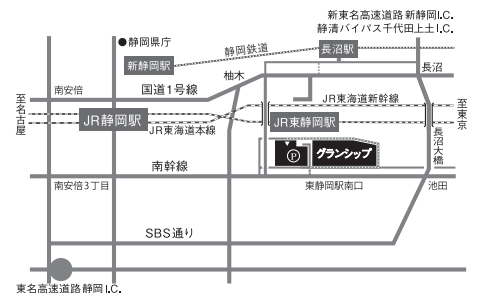 新東名高速道路 新静岡I.C.
静清バイパス千代田上土I.C.
●静岡県庁
静岡鉄道
長沼駅
新静岡駅
柚木
長沼
南安倍
国道1号線
JR東海道新幹線
至名古屋
至東京
JR静岡駅
JR東静岡駅
JR東海道本線
長沼大橋
P
グランシップ
南幹線
南安倍3丁目
東静岡駅南口
池田
SBS通り
東名高速道路静岡I.C.